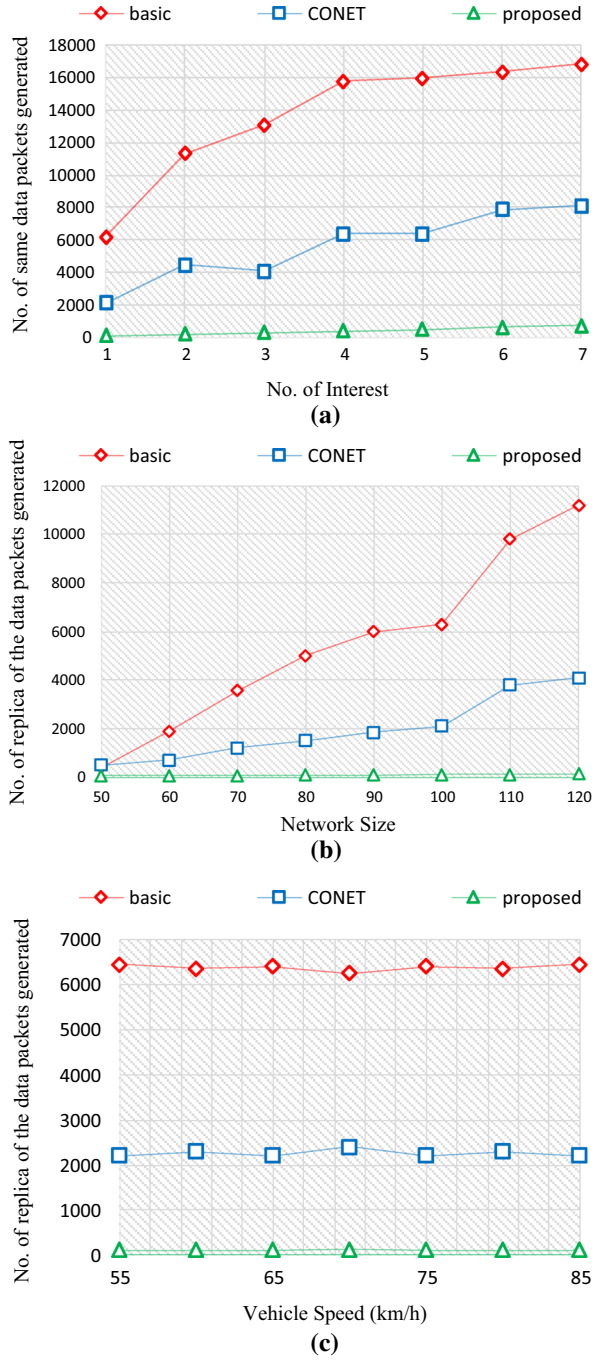 basic CONET proposed
18000
16000
14000
12000
10000
8000
6000
4000
2000
0
No. of same data packets generated
1 2 3 4 5 6 7
No. of Interest
(a)
basic CONET proposed
12000
10000
8000
6000
4000
2000
0
No. of replica of the data packets generated
50 60 70 80 90 100 110 120
Network Size
(b)
basic CONET proposed
7000
6000
5000
4000
3000
2000
1000
0
No. of replica of the data packets generated
55 65 75 85
Vehicle Speed (km/h)
(c)